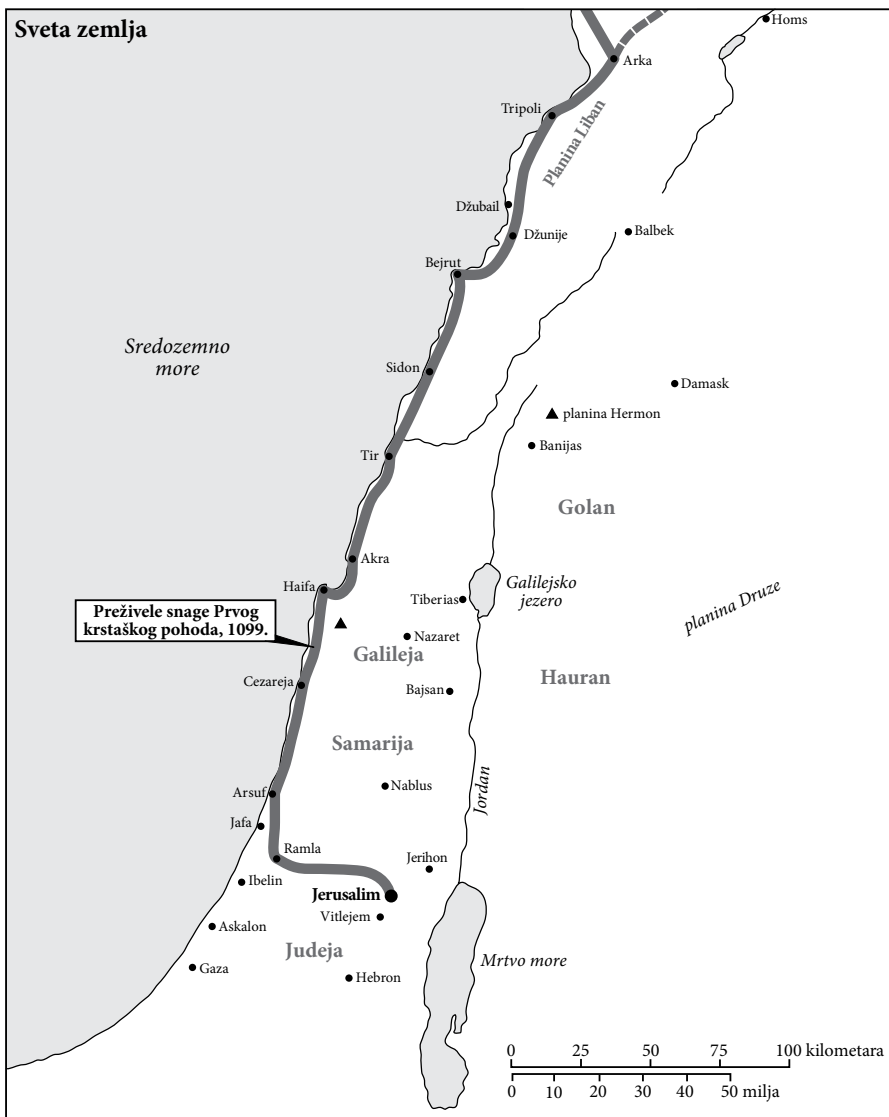 Sveta zemlja
Homs
Arka
Tripoli
Planina Liban
Džubail
Džunije
Balbek
Bejrut
Sredozemno
more
Sidon
Damask
planina Hermon
Banijas
Tir
Golan
Akra
Haifa
Tiberias
Galilejsko
jezero
Preživele snage Prvog
krstaškog pohoda, 1099.
planina Druze
Nazaret
Galileja
Hauran
Cezareja
Bajsan
Samarija
Nablus
Jordan
Arsuf
Jafa
Ramla
Jerihon
Ibelin
Jerusalim
Vitlejem
Askalon
Judeja
Mrtvo more
Gaza
Hebron
0 25 50 75 100 kilometara
0 10 20 30 40 50 milja